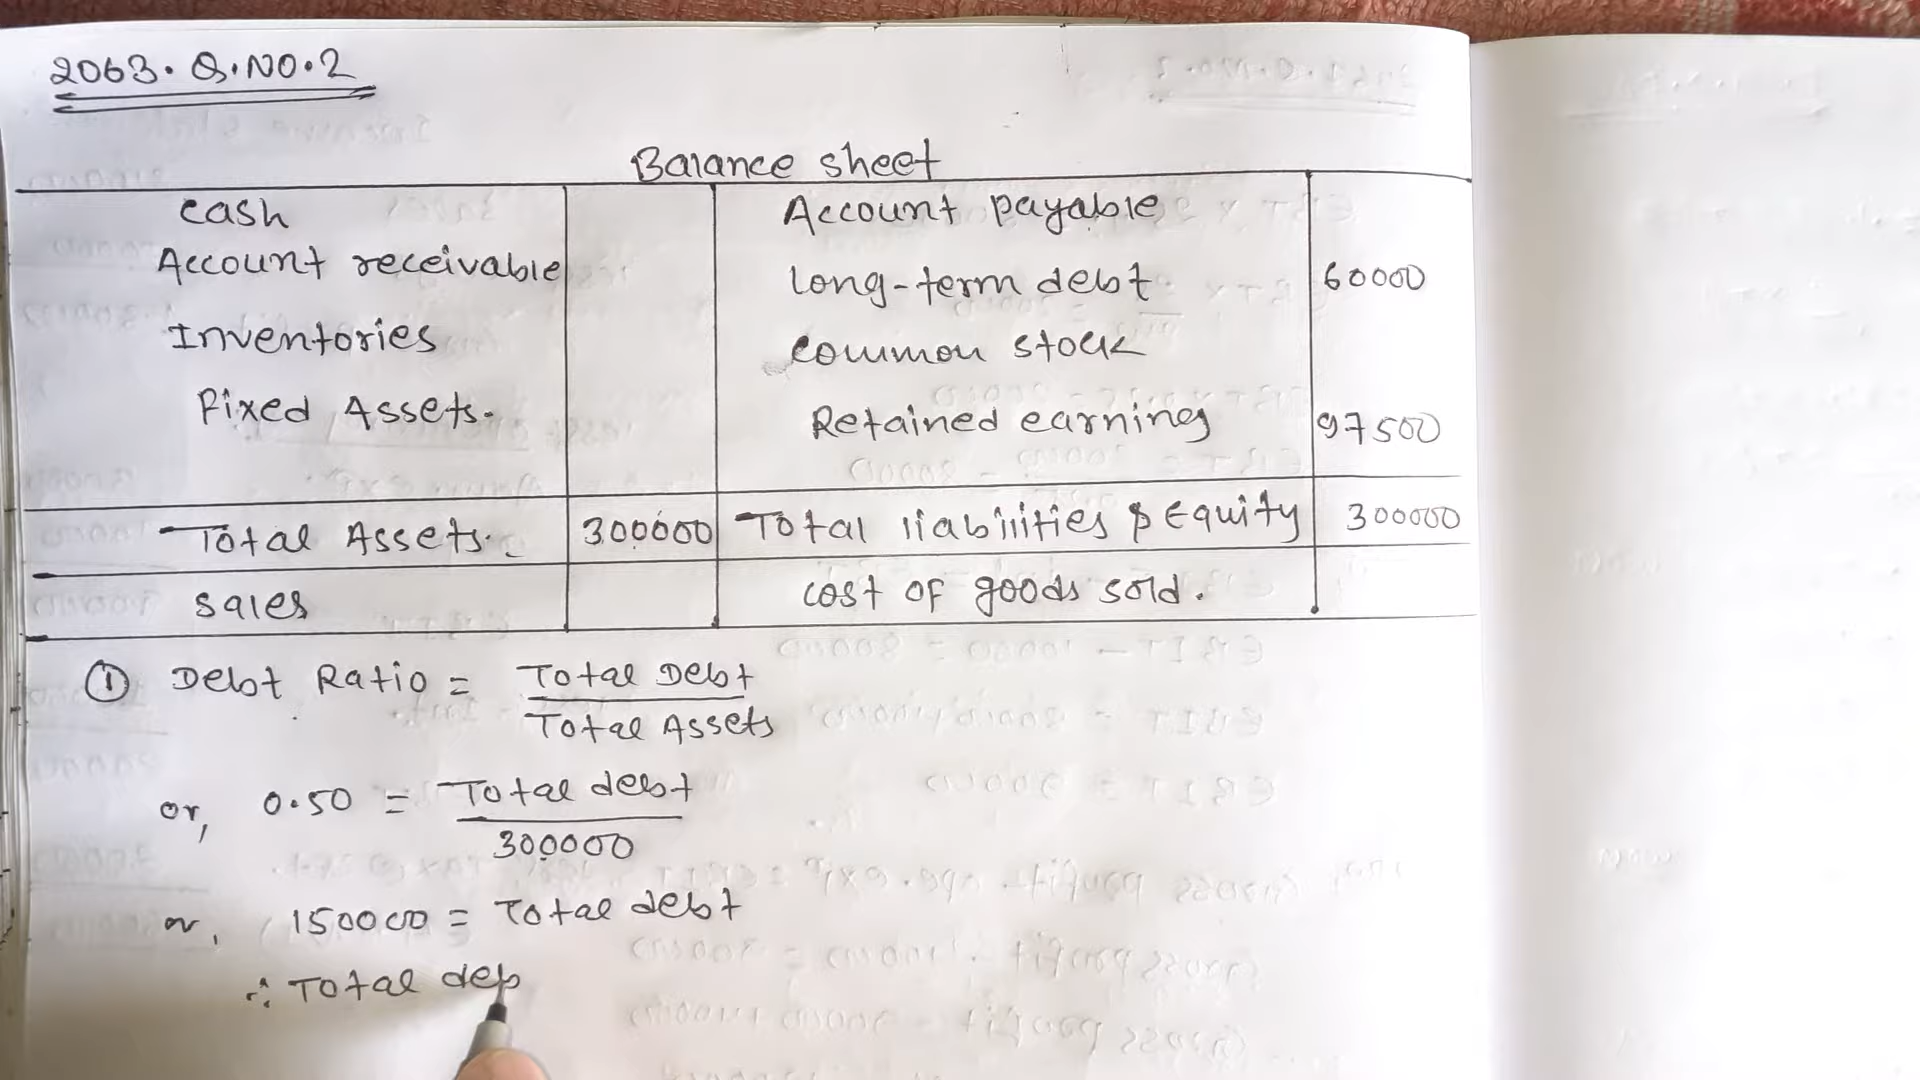 2063. Q.NO.2
Balance sheet
cash Account payable
Account receivable long-term debt 60000
Inventories common stock
Fixed Assets. Retained earning 97500
Total Assets. 300000 Total liabilities & Equity 300000
sales cost of goods sold.
① Debt Ratio = Total Debt
Total Assets
or, 0.50 = Total debt
300000
or, 150000 = Total debt
∴ Total deb